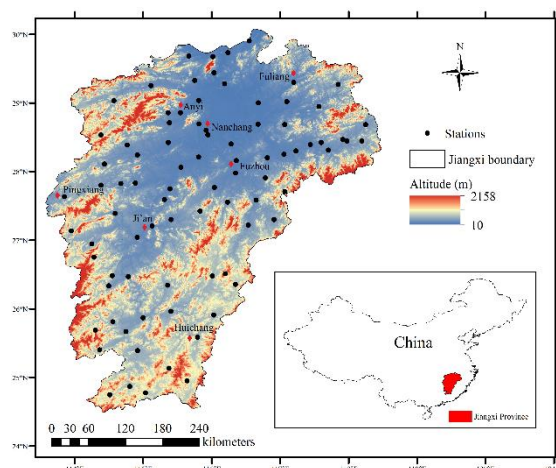 30°N
29°N
28°N
27°N
26°N
25°N
24°N
Fuliang
Anyi
Nanchang
Fuzhou
Pingxiang
Ji'an
Huichang
N
Stations
Jiangxi boundary
Altitude (m)
2158
10
China
Jiangxi Province
0 30 60 120 180 240
kilometers